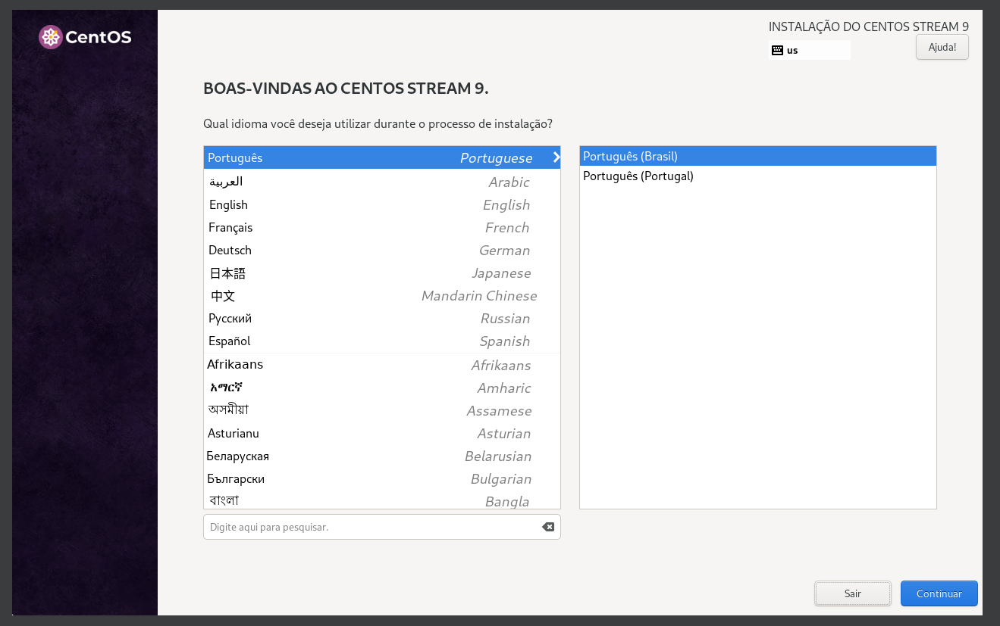 CentOS
INSTALAÇÃO DO CENTOS STREAM 9
us
Ajuda!
BOAS-VINDAS AO CENTOS STREAM 9.
Qual idioma você deseja utilizar durante o processo de instalação?
Português Portuguese
العربية Arabic
English English
Français French
Deutsch German
日本語 Japanese
中文 Mandarin Chinese
Русский Russian
Español Spanish
Afrikaans Afrikaans
አማርኛ Amharic
অসমীয়া Assamese
Asturianu Asturian
Беларуская Belarusian
Български Bulgarian
বাংলা Bangla
Português (Brasil)
Português (Portugal)
Digite aqui para pesquisar.
Sair
Continuar